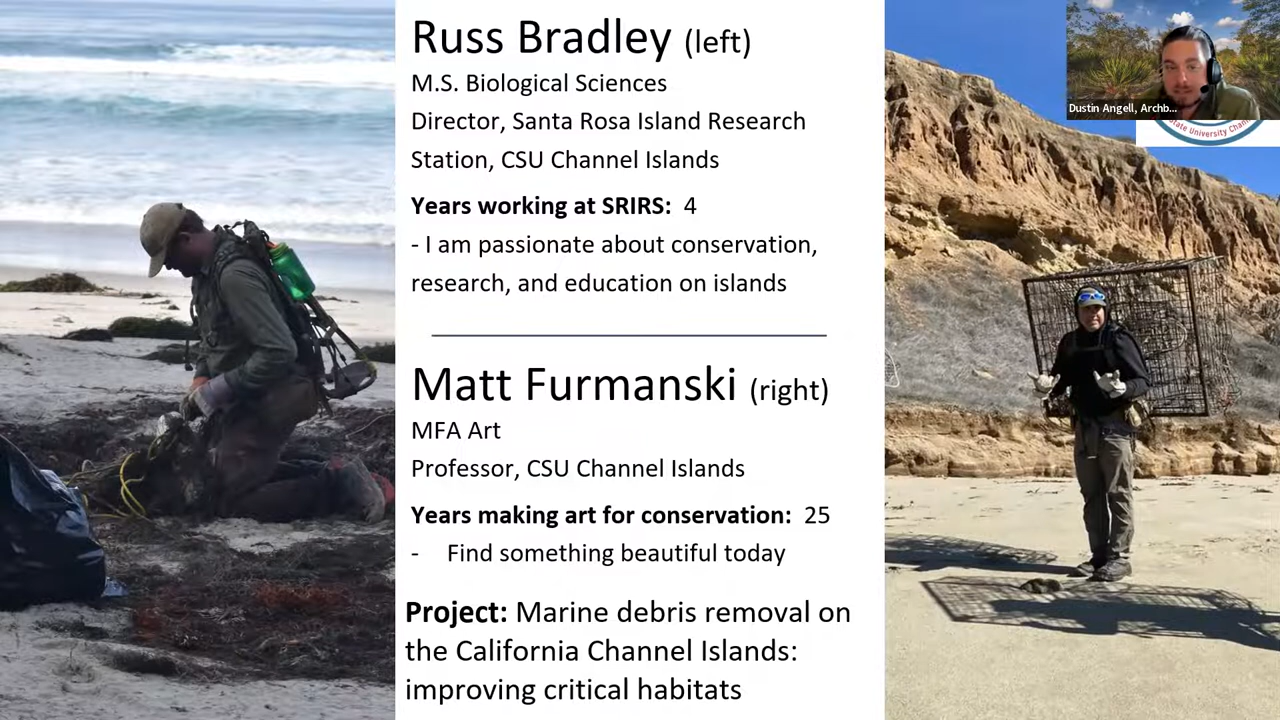 Russ Bradley (left)
M.S. Biological Sciences
Director, Santa Rosa Island Research
Station, CSU Channel Islands
Years working at SRIRS: 4
- I am passionate about conservation,
research, and education on islands
Matt Furmanski (right)
MFA Art
Professor, CSU Channel Islands
Years making art for conservation: 25
- Find something beautiful today
Project: Marine debris removal on
the California Channel Islands:
improving critical habitats
Dustin Angell, Archb...
State University Chann